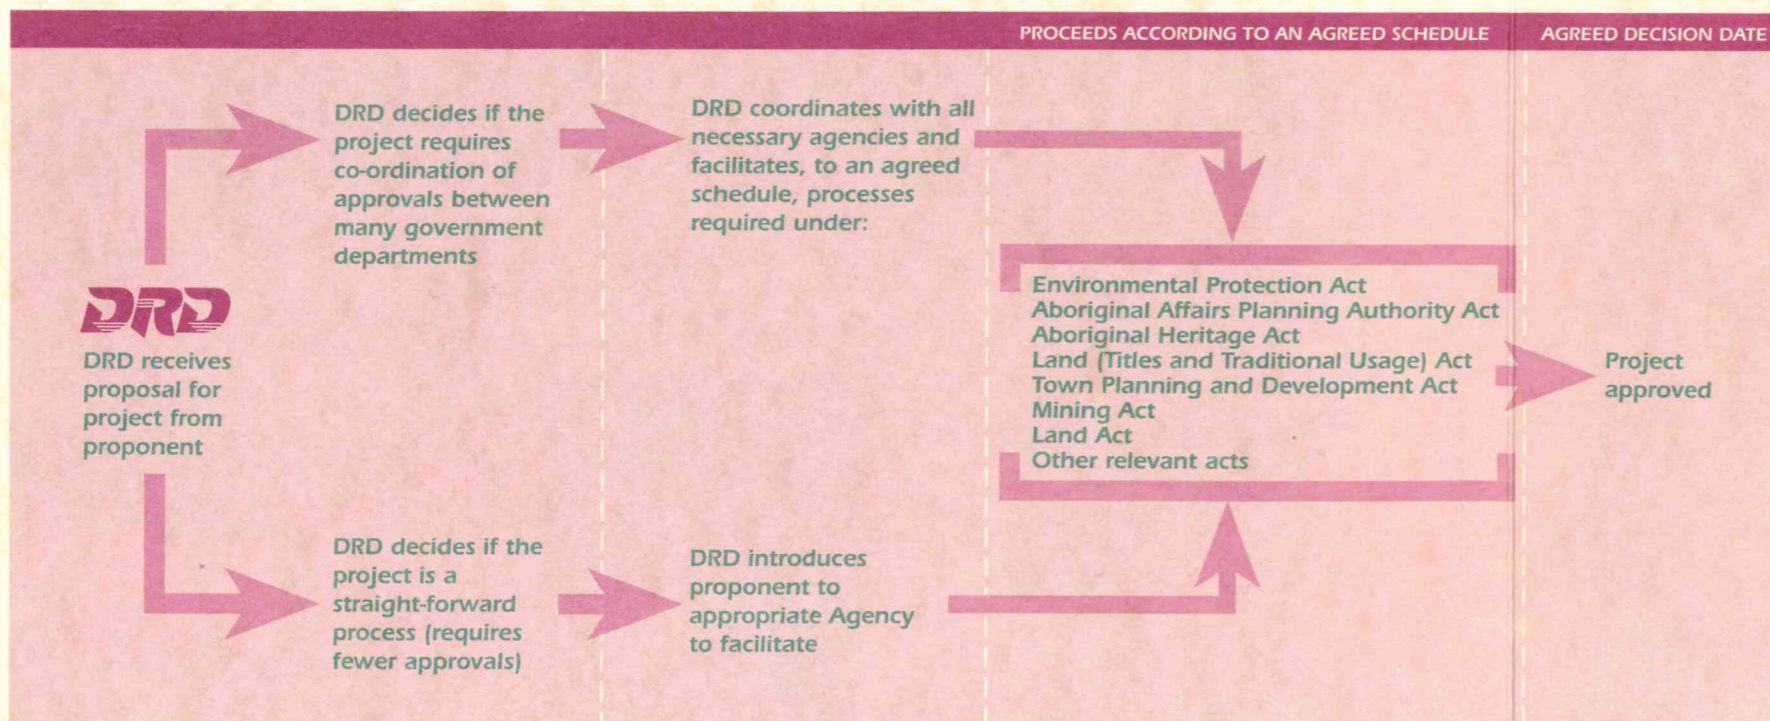 PROCEEDS ACCORDING TO AN AGREED SCHEDULE
AGREED DECISION DATE
DRD decides if the
project requires
co-ordination of
approvals between
many government
departments
DRD coordinates with all
necessary agencies and
facilitates, to an agreed
schedule, processes
required under:
DRD
DRD receives
proposal for
project from
proponent
Environmental Protection Act
Aboriginal Affairs Planning Authority Act
Aboriginal Heritage Act
Land (Titles and Traditional Usage) Act
Town Planning and Development Act
Mining Act
Land Act
Other relevant acts
Project
approved
DRD decides if the
project is a
straight-forward
process (requires
fewer approvals)
DRD introduces
proponent to
appropriate Agency
to facilitate